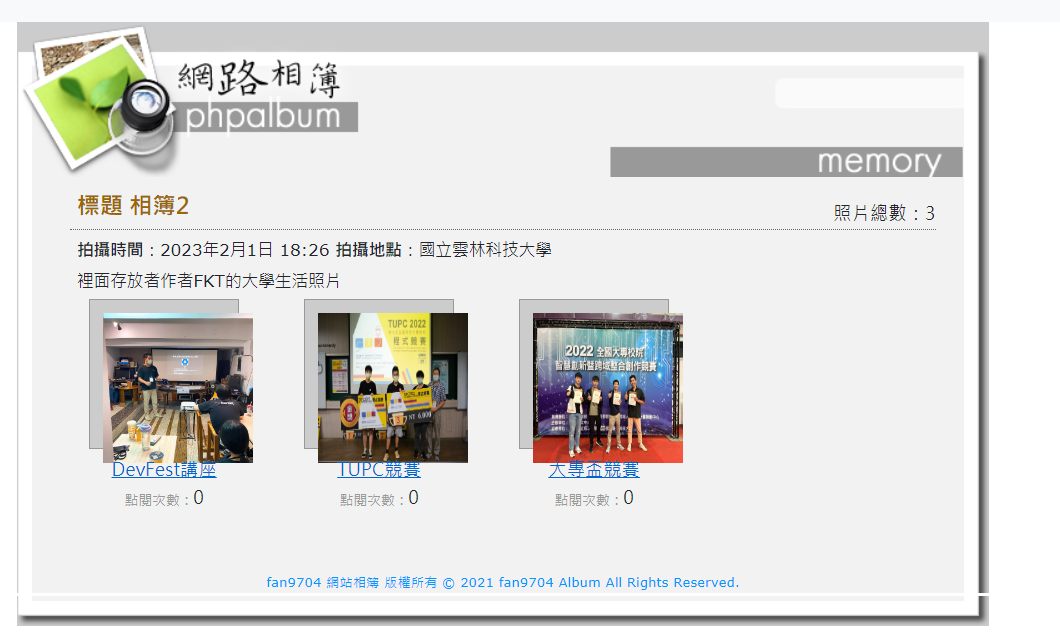 網路相簿
phpalbum
memory
標題 相簿2
照片總數：3
拍攝時間：2023年2月1日 18:26 拍攝地點：國立雲林科技大學
裡面存放者作者FKT的大學生活照片
TUPC 2022
程式競賽
NT 6,000
2022 全國大專校院
智慧創新暨跨域整合創作競賽
DevFest講座
TUPC競賽
大專盃競賽
點閱次數：0
點閱次數：0
點閱次數：0
fan9704 網站相簿 版權所有 © 2021 fan9704 Album All Rights Reserved.